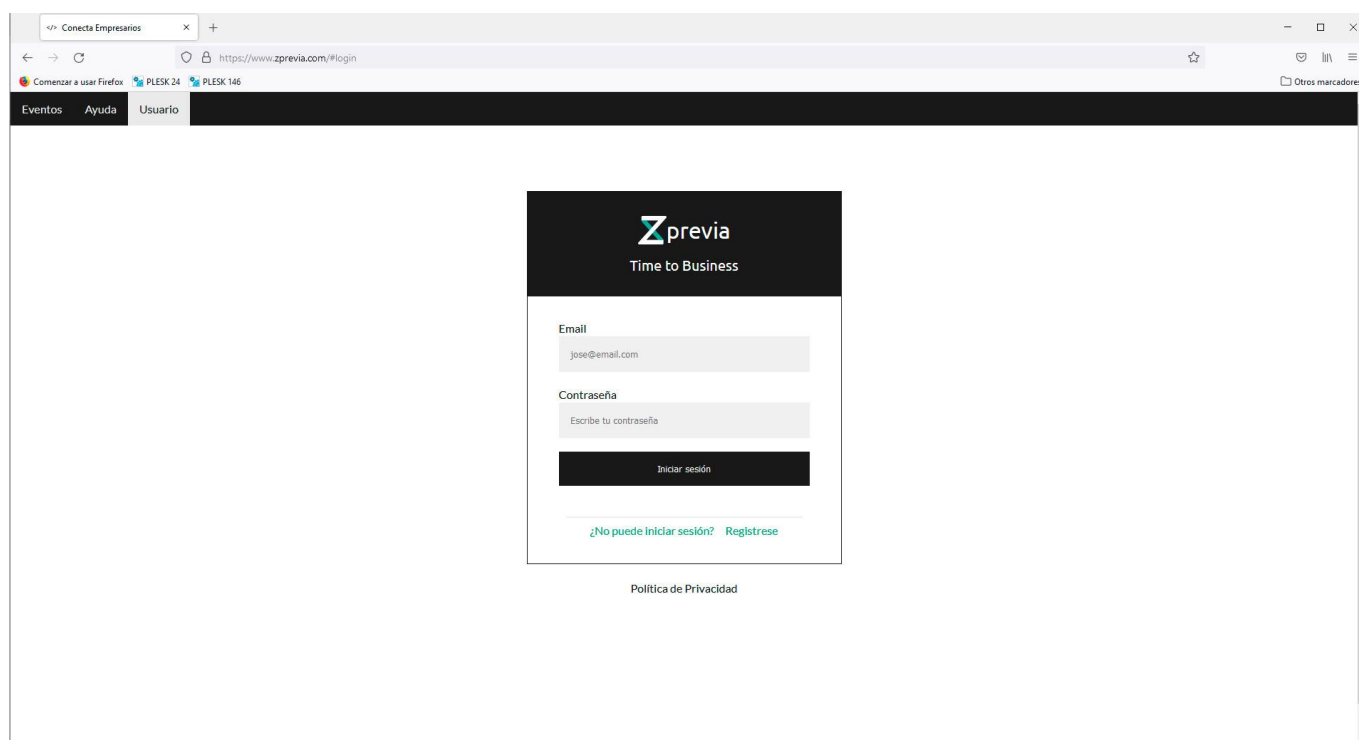 </> Conecta Empresarios
https://www.zprevia.com/#login
Comenzar a usar Firefox PLESK 24 PLESK 146 Otros marcadores
Eventos Ayuda Usuario
Zprevia
Time to Business
Email
jose@email.com
Contraseña
Escribe tu contraseña
Iniciar sesión
¿No puede iniciar sesión? Registrese
Política de Privacidad